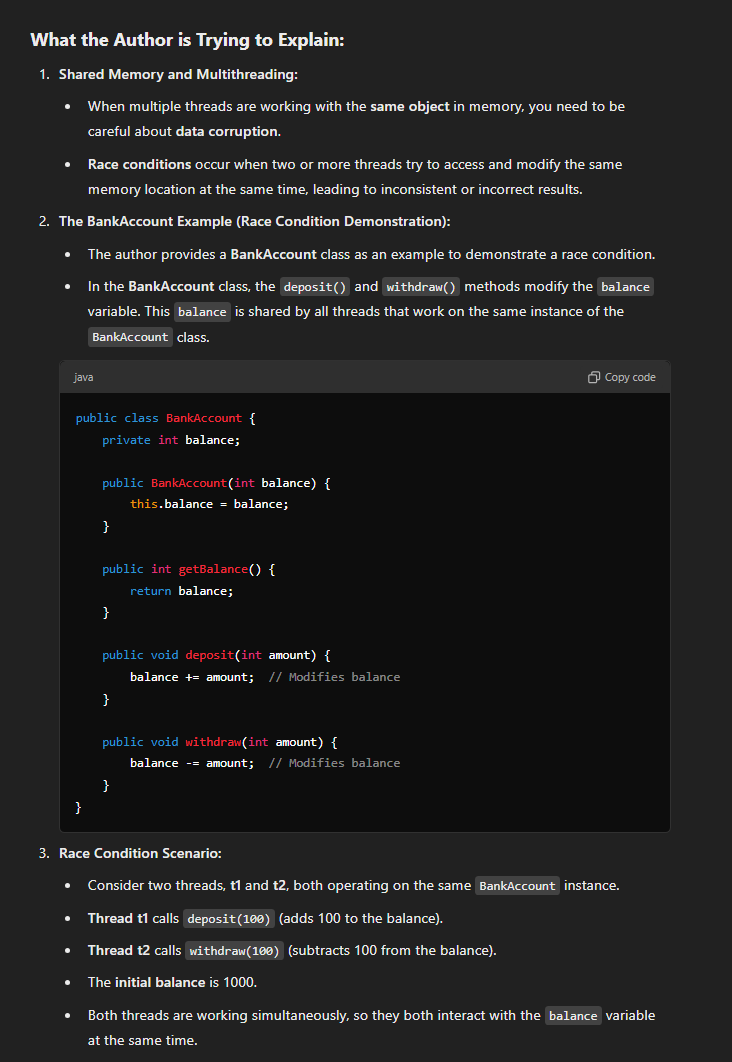 What the Author is Trying to Explain:
1. Shared Memory and Multithreading:
• When multiple threads are working with the same object in memory, you need to be
careful about data corruption.
• Race conditions occur when two or more threads try to access and modify the same
memory location at the same time, leading to inconsistent or incorrect results.
2. The BankAccount Example (Race Condition Demonstration):
• The author provides a BankAccount class as an example to demonstrate a race condition.
• In the BankAccount class, the deposit() and withdraw() methods modify the balance
variable. This balance is shared by all threads that work on the same instance of the
BankAccount class.
java Copy code
public class BankAccount {
    private int balance;

    public BankAccount(int balance) {
        this.balance = balance;
    }

    public int getBalance() {
        return balance;
    }

    public void deposit(int amount) {
        balance += amount;  // Modifies balance
    }

    public void withdraw(int amount) {
        balance -= amount;  // Modifies balance
    }
}
3. Race Condition Scenario:
• Consider two threads, t1 and t2, both operating on the same BankAccount instance.
• Thread t1 calls deposit(100) (adds 100 to the balance).
• Thread t2 calls withdraw(100) (subtracts 100 from the balance).
• The initial balance is 1000.
• Both threads are working simultaneously, so they both interact with the balance variable
at the same time.